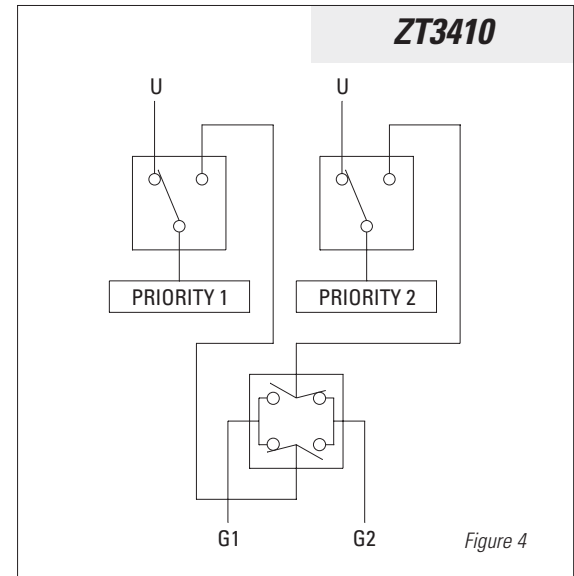 ZT3410
U U
PRIORITY 1 PRIORITY 2
G1 G2
Figure 4